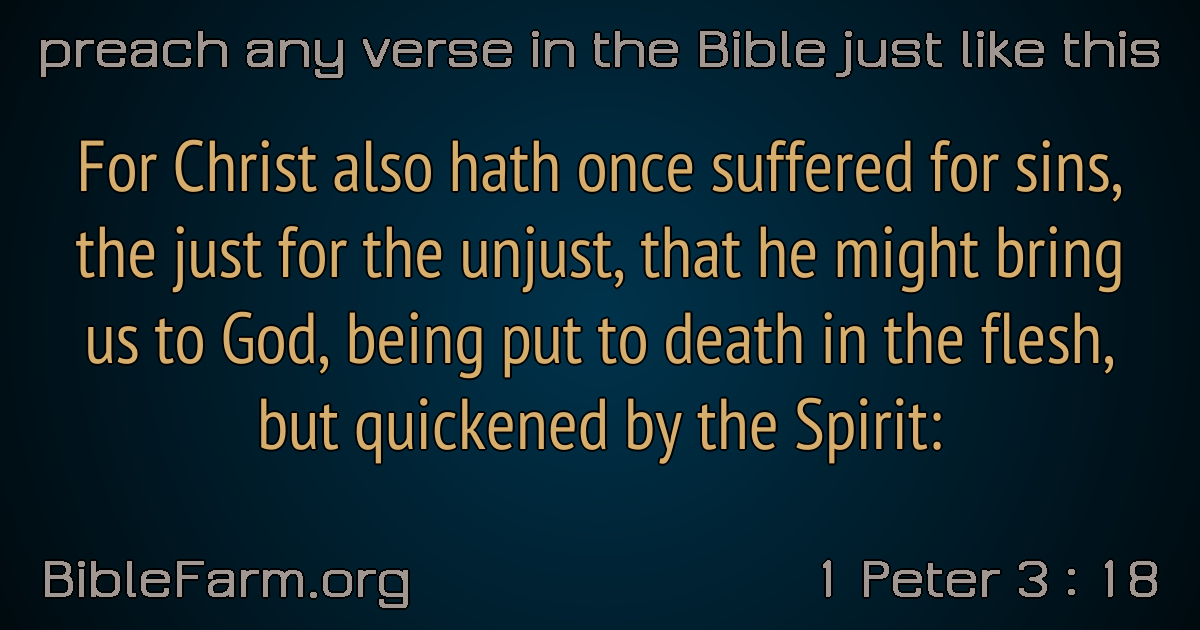 preach any verse in the Bible just like this
For Christ also hath once suffered for sins,
the just for the unjust, that he might bring
us to God, being put to death in the flesh,
but quickened by the Spirit:
BibleFarm.org
1 Peter 3 : 18